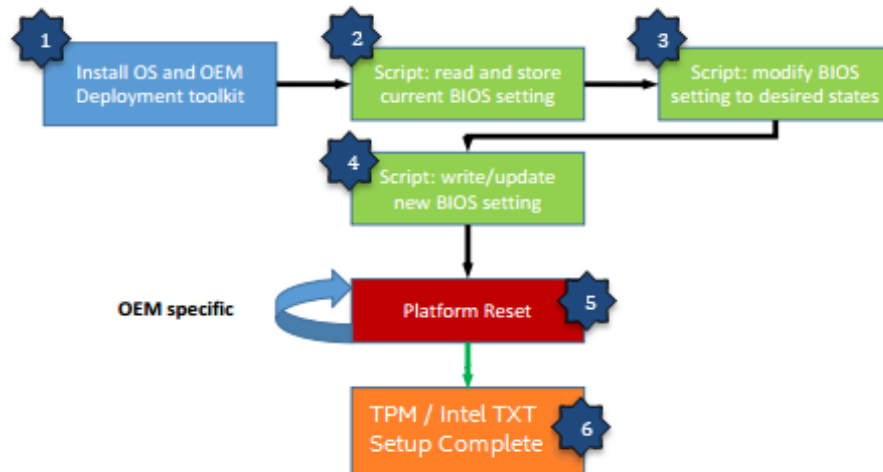 1
Install OS and OEM
Deployment toolkit
2
Script: read and store
current BIOS setting
3
Script: modify BIOS
setting to desired states
4
Script: write/update
new BIOS setting
OEM specific
Platform Reset
5
TPM / Intel TXT
Setup Complete
6